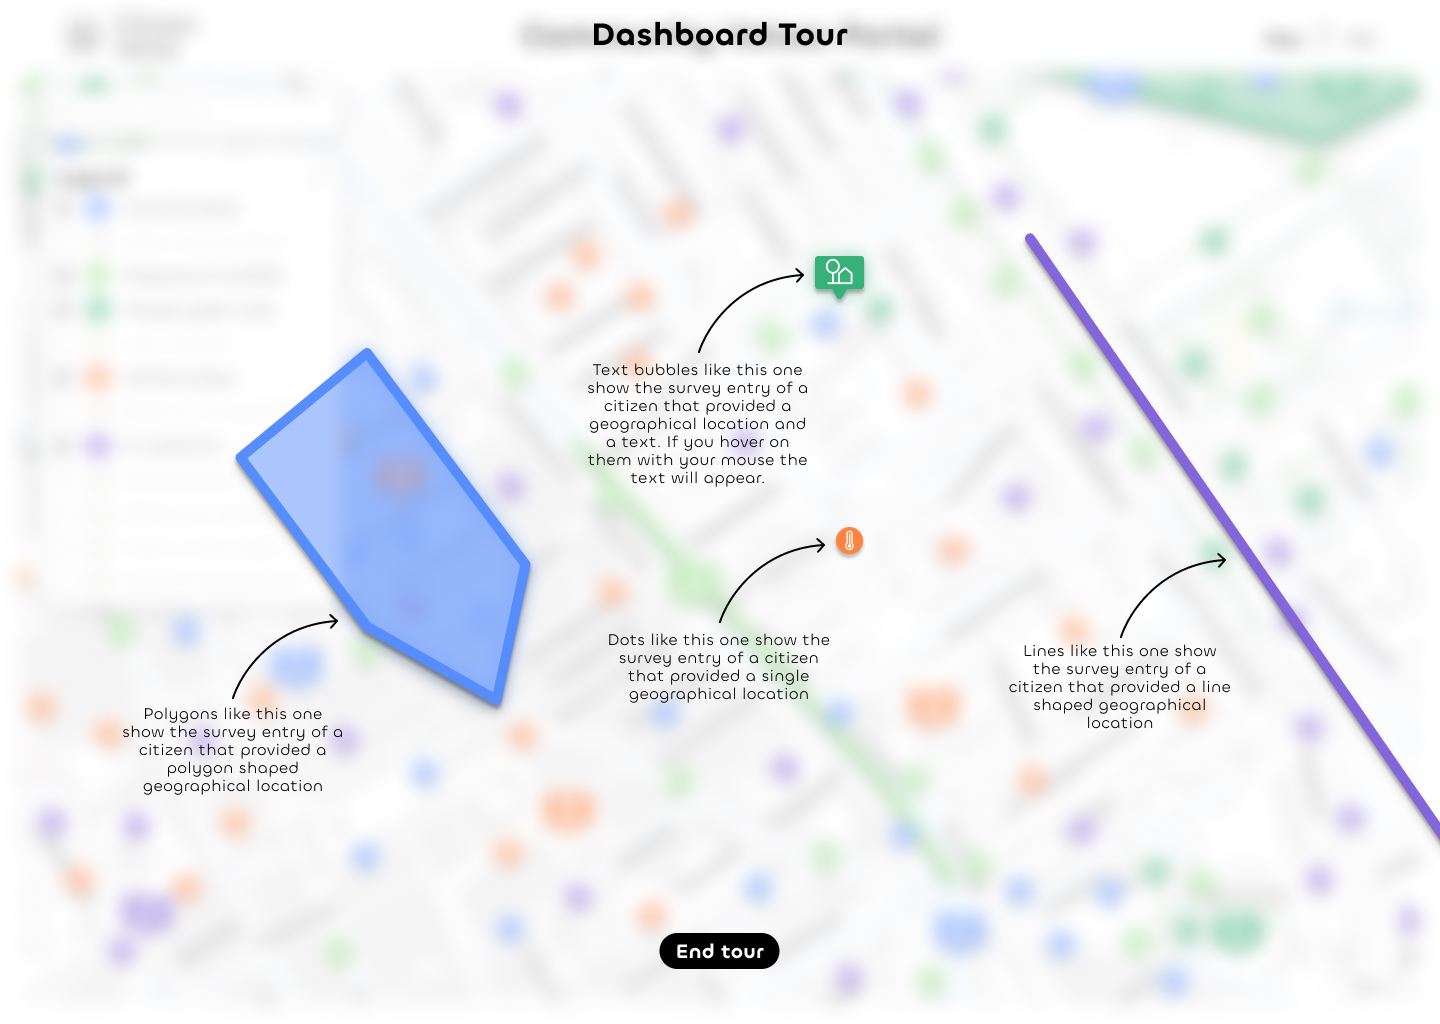 Dashboard Tour
Text bubbles like this one
show the survey entry of a
citizen that provided a
geographical location and
a text. If you hover on
them with your mouse the
text will appear.
Dots like this one show the
survey entry of a citizen
that provided a single
geographical location
Lines like this one show
the survey entry of a
citizen that provided a line
shaped geographical
location
Polygons like this one
show the survey entry of a
citizen that provided a
polygon shaped
geographical location
End tour